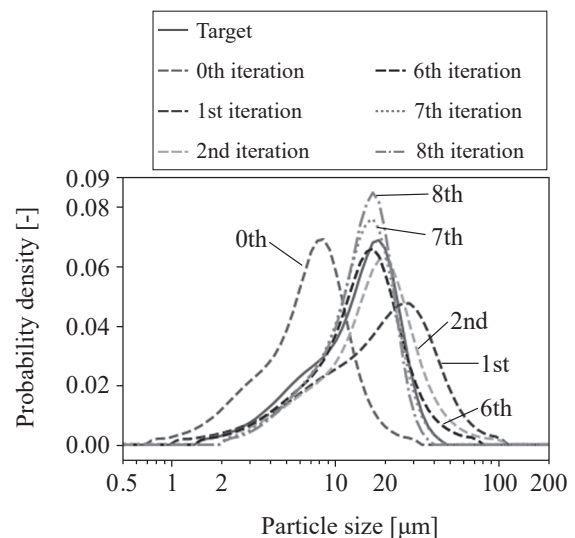 Target
0th iteration
6th iteration
1st iteration
7th iteration
2nd iteration
8th iteration
0.09
0.08
0.06
0.04
0.02
0.00
Probability density [-]
0th
8th
7th
2nd
1st
6th
0.5 1 2 10 20 100 200
Particle size [μm]